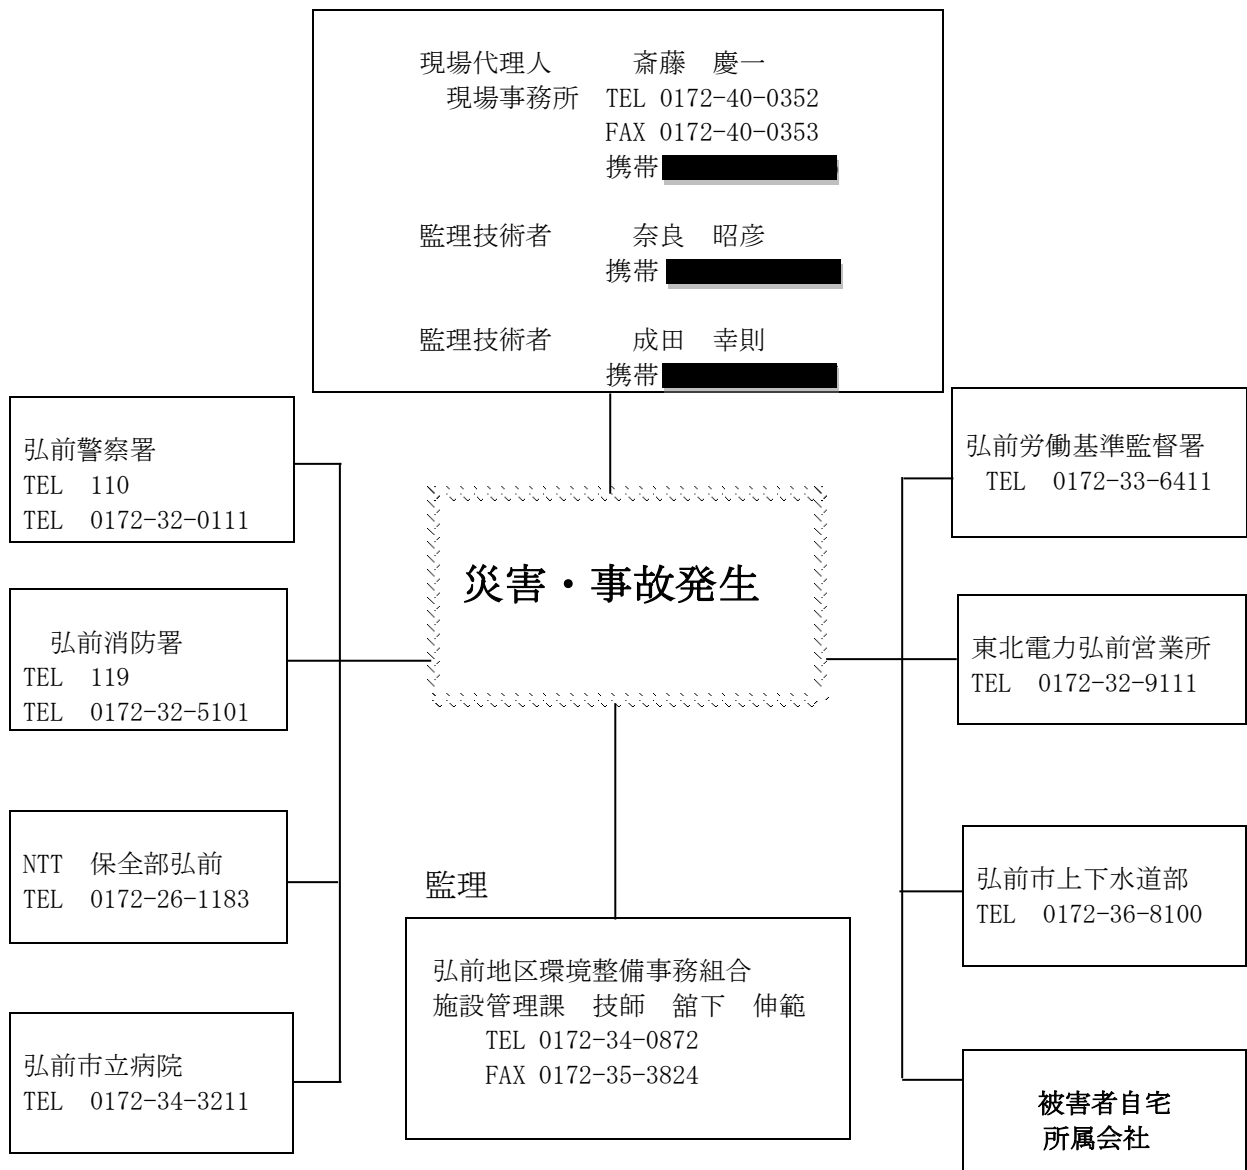 現場代理人　斎藤　慶一
現場事務所　TEL 0172-40-0352
FAX 0172-40-0353
携帯
監理技術者　奈良　昭彦
携帯
監理技術者　成田　幸則
携帯
弘前警察署
TEL　110
TEL　0172-32-0111
弘前消防署
TEL　119
TEL　0172-32-5101
NTT　保全部弘前
TEL　0172-26-1183
弘前市立病院
TEL　0172-34-3211
災害・事故発生
監理
弘前地区環境整備事務組合
施設管理課　技師　舘下　伸範
TEL 0172-34-0872
FAX 0172-35-3824
弘前労働基準監督署
TEL　0172-33-6411
東北電力弘前営業所
TEL　0172-32-9111
弘前市上下水道部
TEL　0172-36-8100
被害者自宅
所属会社